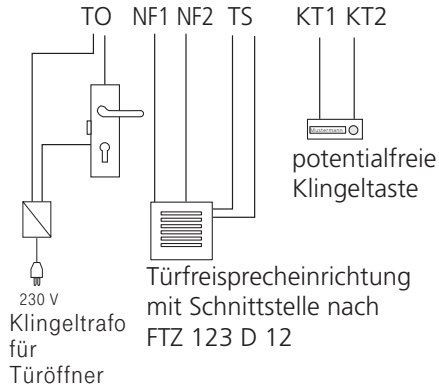 TO NF1 NF2 TS KT1 KT2
Mustermann
potentialfreie
Klingeltaste
230 V
Klingeltrafo
für
Türöffner
Türfreisprecheinrichtung
mit Schnittstelle nach
FTZ 123 D 12